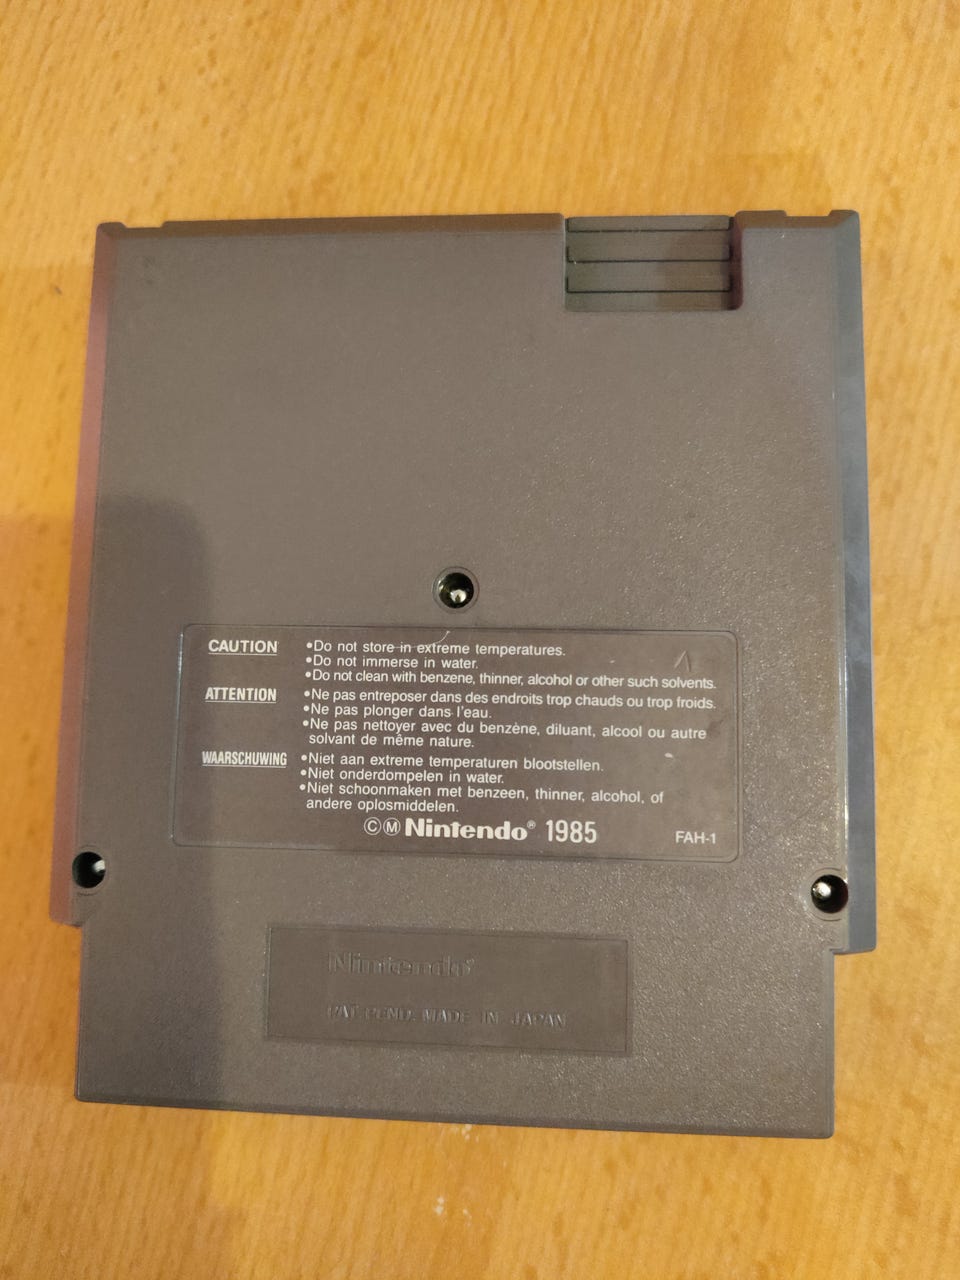 CAUTION •Do not store in extreme temperatures.
•Do not immerse in water.
•Do not clean with benzene, thinner, alcohol or other such solvents.
ATTENTION •Ne pas entreposer dans des endroits trop chauds ou trop froids.
•Ne pas plonger dans l'eau.
•Ne pas nettoyer avec du benzène, diluant, alcool ou autre
solvant de même nature.
WAARSCHUWING •Niet aan extreme temperaturen blootstellen.
•Niet onderdompelen in water.
•Niet schoonmaken met benzeen, thinner, alcohol, of
andere oplosmiddelen.
©Ⓜ Nintendo® 1985 FAH-1
Nintendo®
PAT. PEND. MADE IN JAPAN